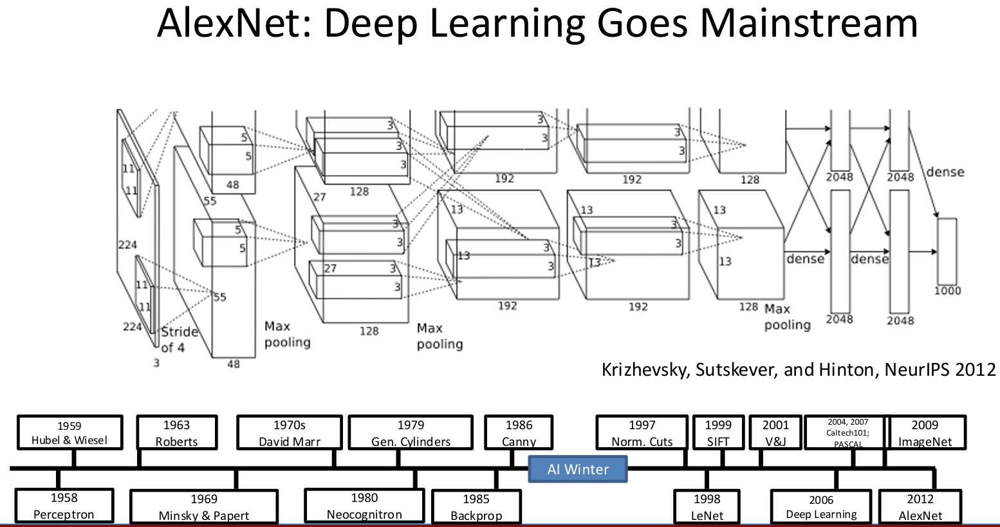 AlexNet: Deep Learning Goes Mainstream
11
11
224
11
11
224
3
Stride
of 4
5
5
48
55
5
5
55
48
Max
pooling
3
3
3
128
27
3
3
27
3
3
128
Max
pooling
3
3
192
13
3
13
3
192
3
3
192
13
3
3
13
192
128
13
13
128
Max
pooling
2048
2048
dense
dense
dense
2048
2048
1000
Krizhevsky, Sutskever, and Hinton, NeurIPS 2012
1959
Hubel & Wiesel
1963
Roberts
1970s
David Marr
1979
Gen. Cylinders
1986
Canny
1997
Norm. Cuts
1999
SIFT
2001
V&J
2004, 2007
Caltech101;
PASCAL
2009
ImageNet
AI Winter
1958
Perceptron
1969
Minsky & Papert
1980
Neocognitron
1985
Backprop
1998
LeNet
2006
Deep Learning
2012
AlexNet